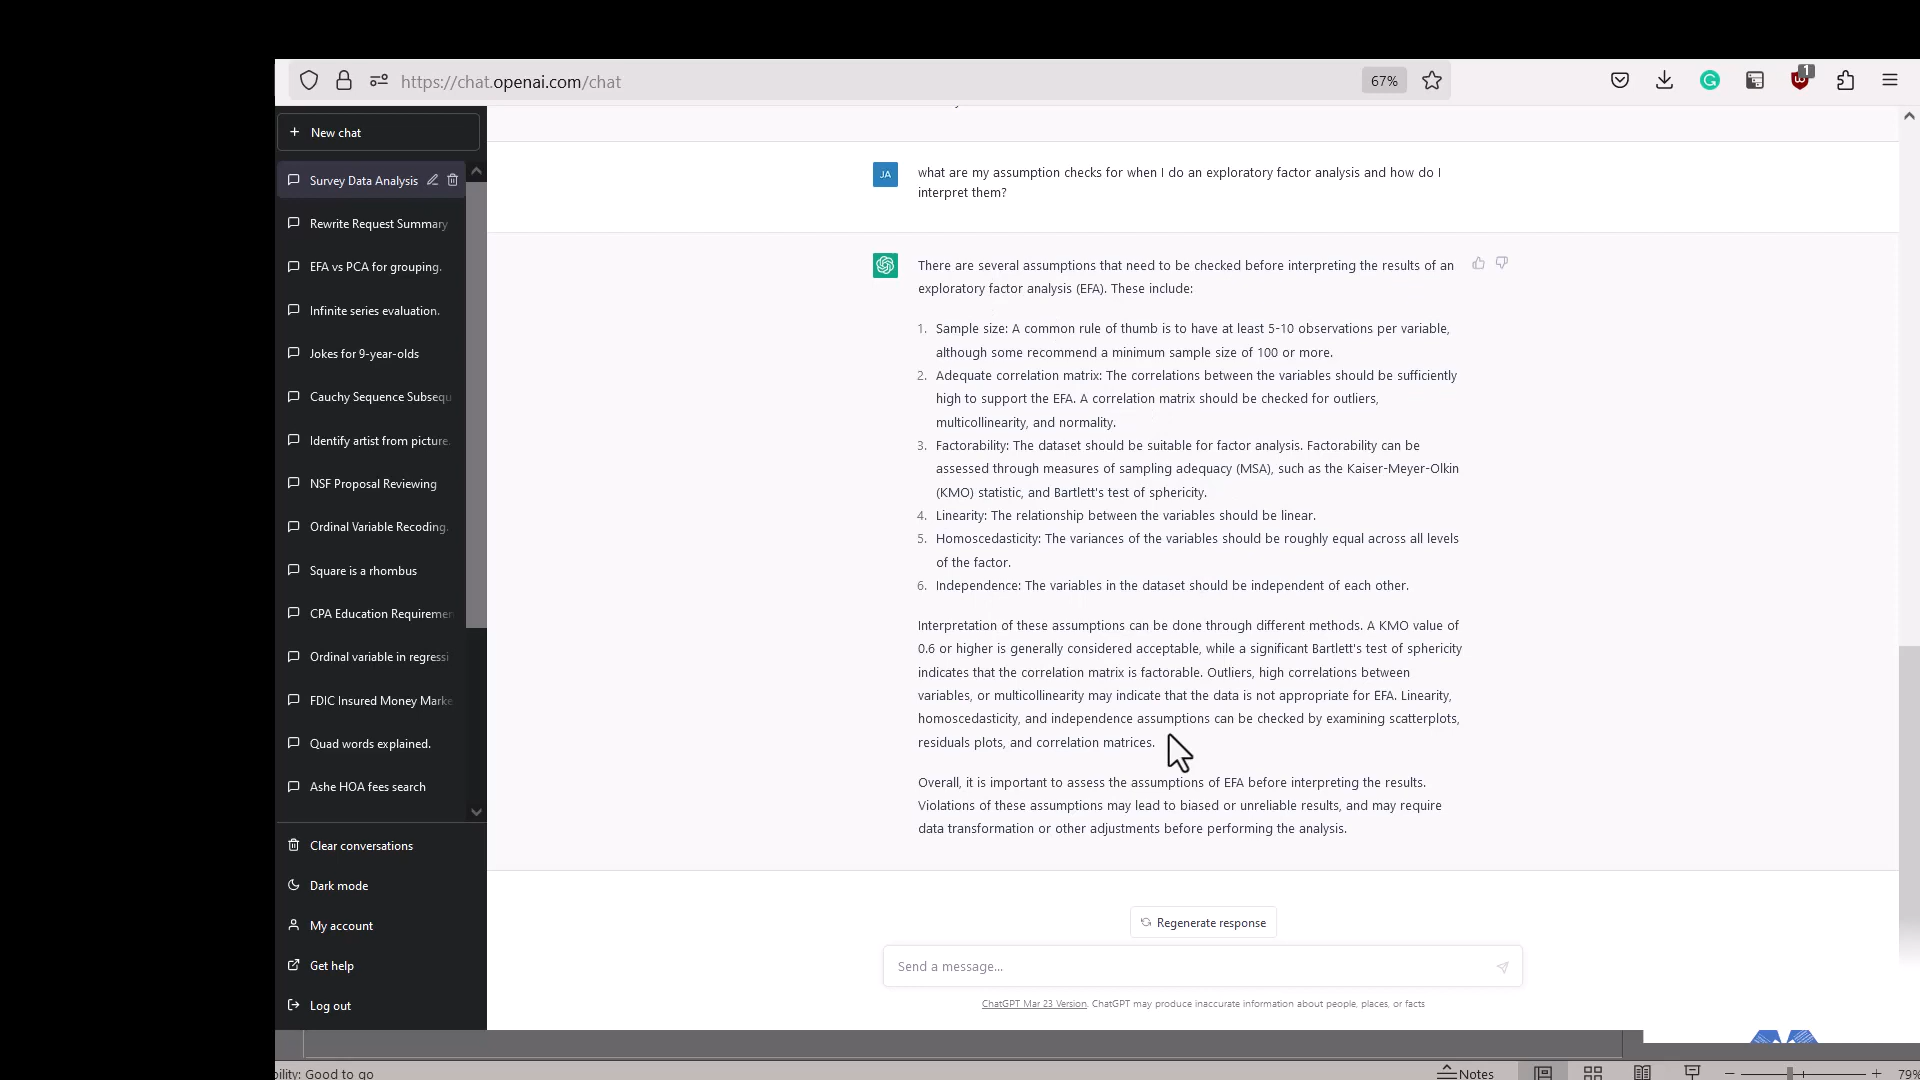 https://chat.openai.com/chat
67%
1
New chat
Survey Data Analysis
Rewrite Request Summary
EFA vs PCA for grouping.
Infinite series evaluation.
Jokes for 9-year-olds
Cauchy Sequence Subsequ
Identify artist from picture.
NSF Proposal Reviewing
Ordinal Variable Recoding.
Square is a rhombus
CPA Education Requiremen
Ordinal variable in regressi
FDIC Insured Money Marke
Quad words explained.
Ashe HOA fees search
Clear conversations
Dark mode
My account
Get help
Log out
JA
what are my assumption checks for when I do an exploratory factor analysis and how do I
interpret them?
There are several assumptions that need to be checked before interpreting the results of an
exploratory factor analysis (EFA). These include:
1. Sample size: A common rule of thumb is to have at least 5-10 observations per variable,
although some recommend a minimum sample size of 100 or more.
2. Adequate correlation matrix: The correlations between the variables should be sufficiently
high to support the EFA. A correlation matrix should be checked for outliers,
multicollinearity, and normality.
3. Factorability: The dataset should be suitable for factor analysis. Factorability can be
assessed through measures of sampling adequacy (MSA), such as the Kaiser-Meyer-Olkin
(KMO) statistic, and Bartlett's test of sphericity.
4. Linearity: The relationship between the variables should be linear.
5. Homoscedasticity: The variances of the variables should be roughly equal across all levels
of the factor.
6. Independence: The variables in the dataset should be independent of each other.
Interpretation of these assumptions can be done through different methods. A KMO value of
0.6 or higher is generally considered acceptable, while a significant Bartlett's test of sphericity
indicates that the correlation matrix is factorable. Outliers, high correlations between
variables, or multicollinearity may indicate that the data is not appropriate for EFA. Linearity,
homoscedasticity, and independence assumptions can be checked by examining scatterplots,
residuals plots, and correlation matrices.
Overall, it is important to assess the assumptions of EFA before interpreting the results.
Violations of these assumptions may lead to biased or unreliable results, and may require
data transformation or other adjustments before performing the analysis.
Regenerate response
Send a message...
ChatGPT Mar 23 Version. ChatGPT may produce inaccurate information about people, places, or facts
bility: Good to go
Notes
79%